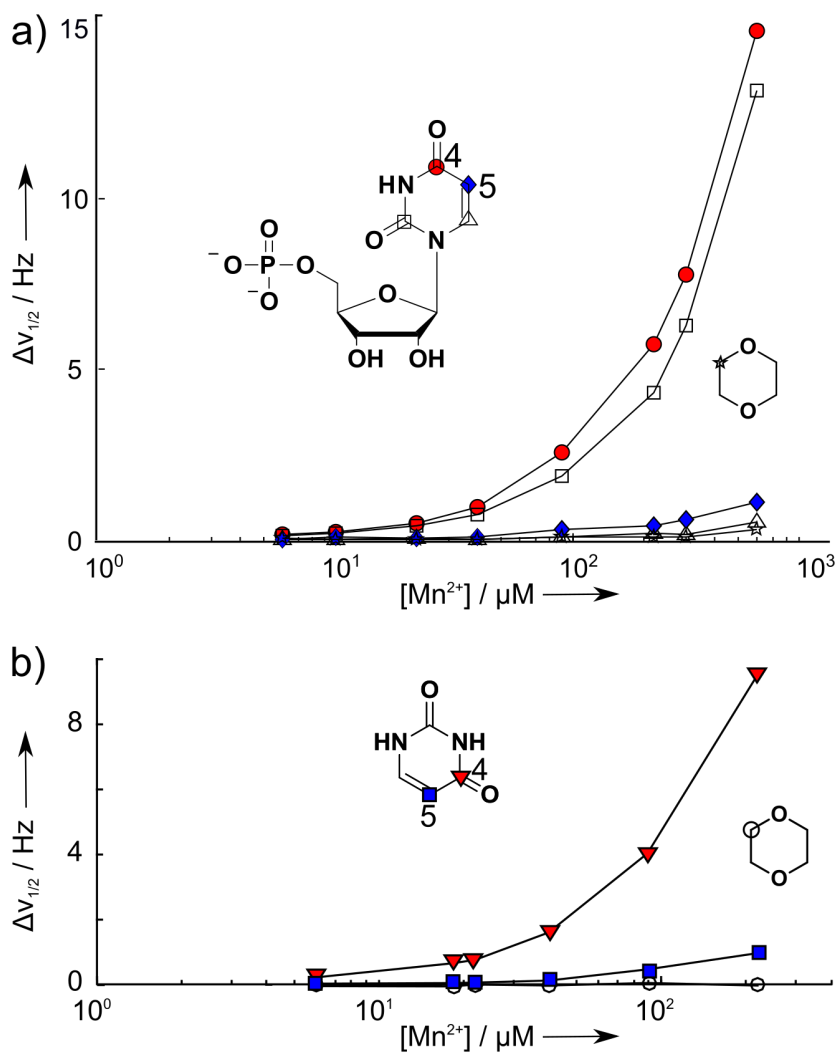 a)
15
10
5
0
Δν1/2 / Hz
10⁰
10¹
10²
10³
[Mn²⁺] / µM
O
4
HN
5
O
N
O
⁻O P O
⁻O
O
OH OH
O
O
b)
8
4
0
Δν1/2 / Hz
10⁰
10¹
10²
[Mn²⁺] / µM
O
HN NH
4
O
5
O
O